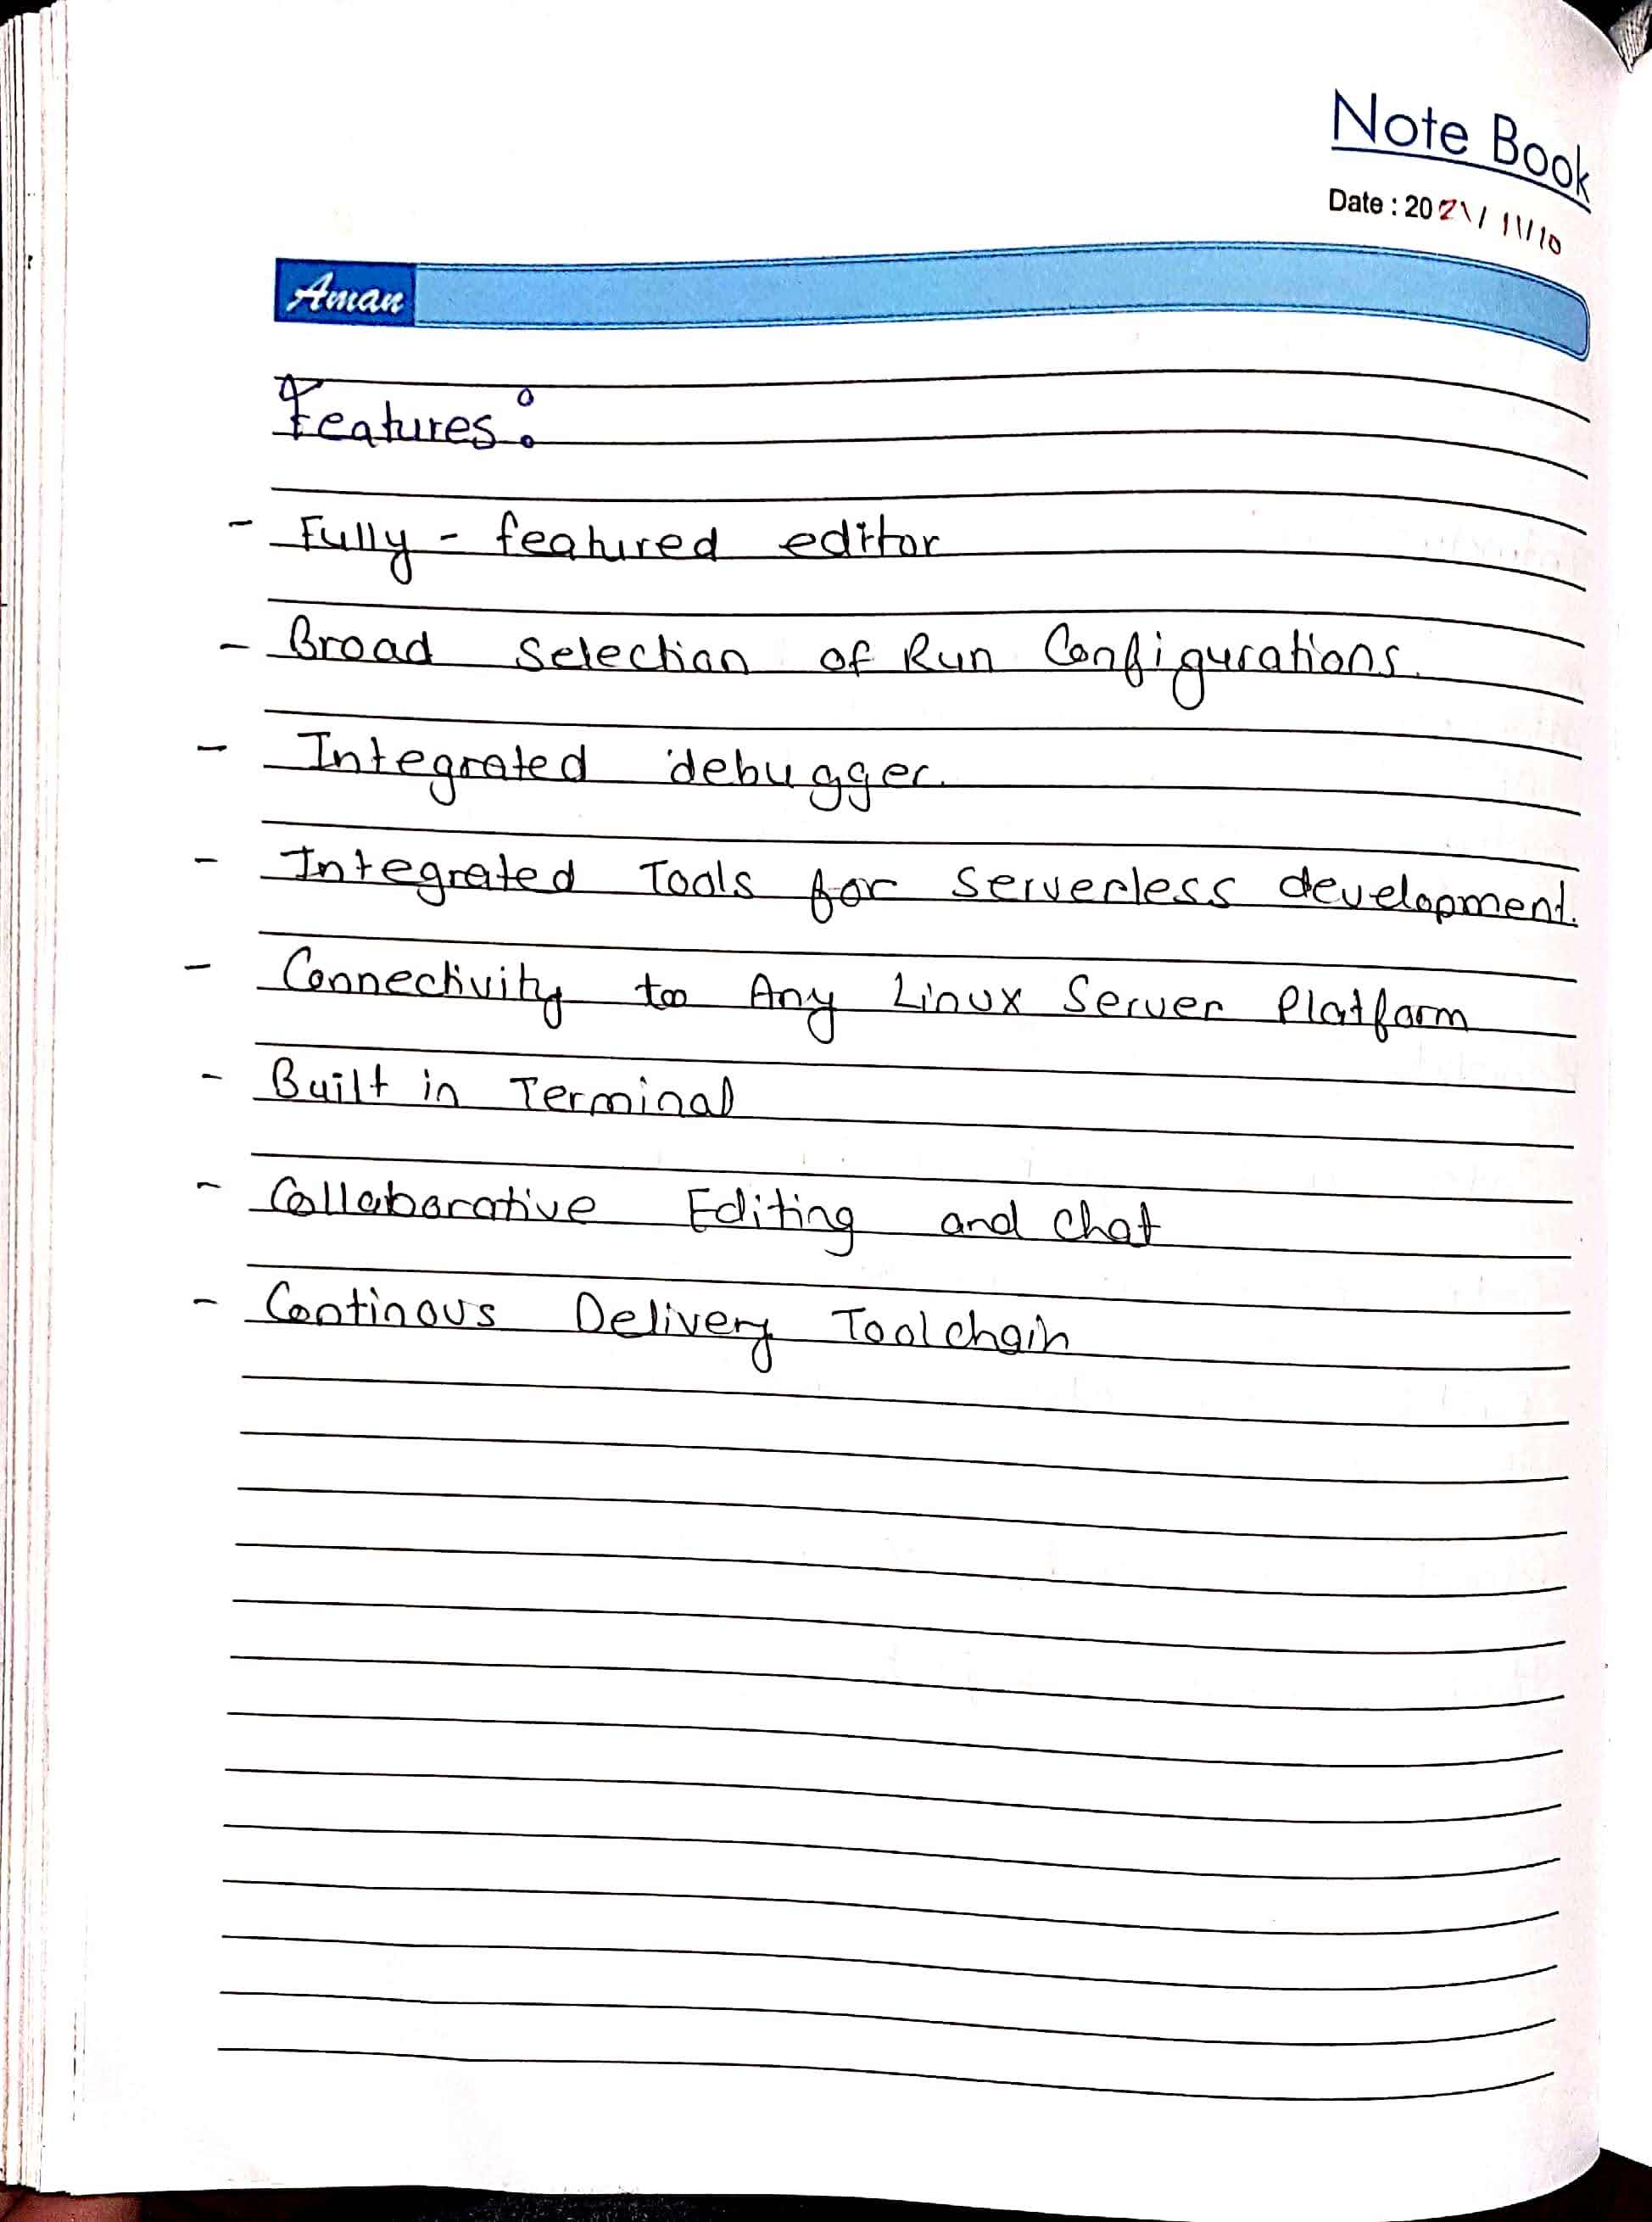 Note Book
Date : 2021/11/10
Aman
Features:
- Fully - featured editor
- Broad Selection of Run Configurations.
- Integrated debugger.
- Integrated Tools for Serverless development.
- Connectivity to Any Linux Server Platform
- Built in Terminal
- Collaborative Editing and chat
- Continous Delivery Toolchain